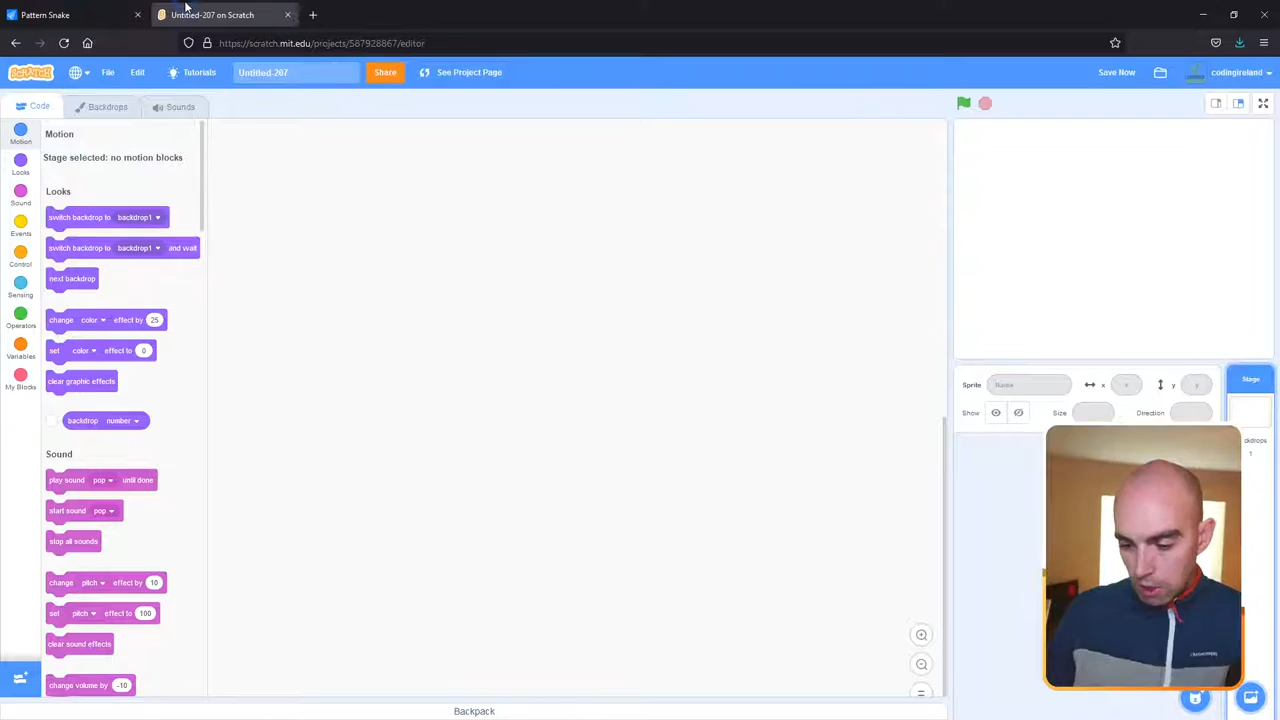 Pattern Snake
Untitled-207 on Scratch
https://scratch.mit.edu/projects/587928867/editor
SCRATCH
File
Edit
Tutorials
Untitled-207
Share
See Project Page
Save Now
codingireland
Code
Backdrops
Sounds
Motion
Looks
Sound
Events
Control
Sensing
Operators
Variables
My Blocks
Motion
Stage selected: no motion blocks
Looks
switch backdrop to backdrop1
switch backdrop to backdrop1 and wait
next backdrop
change color effect by 25
set color effect to 0
clear graphic effects
backdrop number
Sound
play sound pop until done
start sound pop
stop all sounds
change pitch effect by 10
set pitch effect to 100
clear sound effects
change volume by -10
Sprite
Name
x
x
y
y
Show
Size
Direction
Stage
ckdrops
1
Backpack